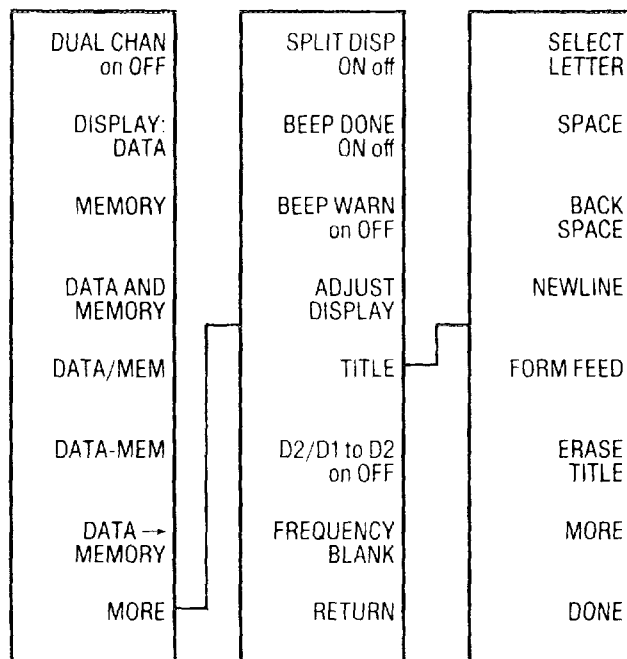 DUAL CHAN
on OFF
DISPLAY:
DATA
MEMORY
DATA AND
MEMORY
DATA/MEM
DATA-MEM
DATA →
MEMORY
MORE
SPLIT DISP
ON off
BEEP DONE
ON off
BEEP WARN
on OFF
ADJUST
DISPLAY
TITLE
D2/D1 to D2
on OFF
FREQUENCY
BLANK
RETURN
SELECT
LETTER
SPACE
BACK
SPACE
NEWLINE
FORM FEED
ERASE
TITLE
MORE
DONE